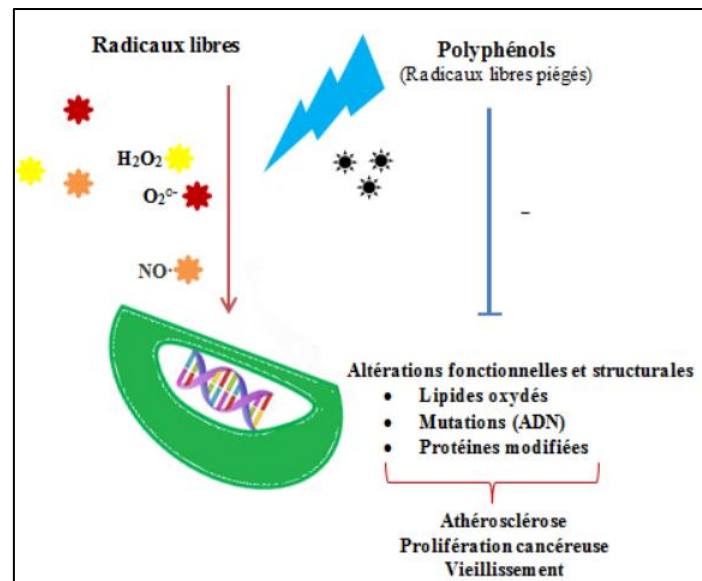 Radicaux libres
Polyphénols
(Radicaux libres piégés)
H₂O₂
O₂°⁻
NO·
-
Altérations fonctionnelles et structurales
• Lipides oxydés
• Mutations (ADN)
• Protéines modifiées
Athérosclérose
Prolifération cancéreuse
Vieillissement